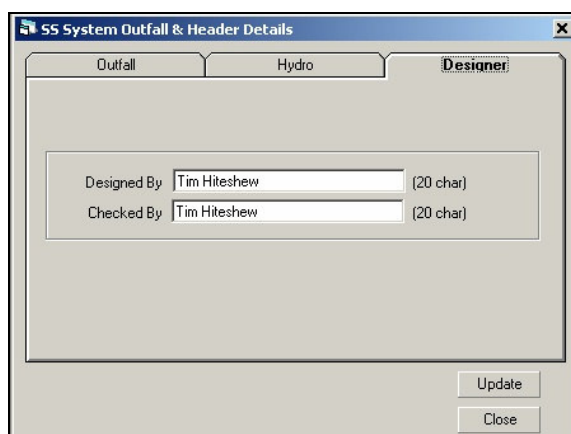 SS System Outfall & Header Details
Outfall Hydro Designer
Designed By Tim Hiteshew (20 char)
Checked By Tim Hiteshew (20 char)
Update
Close